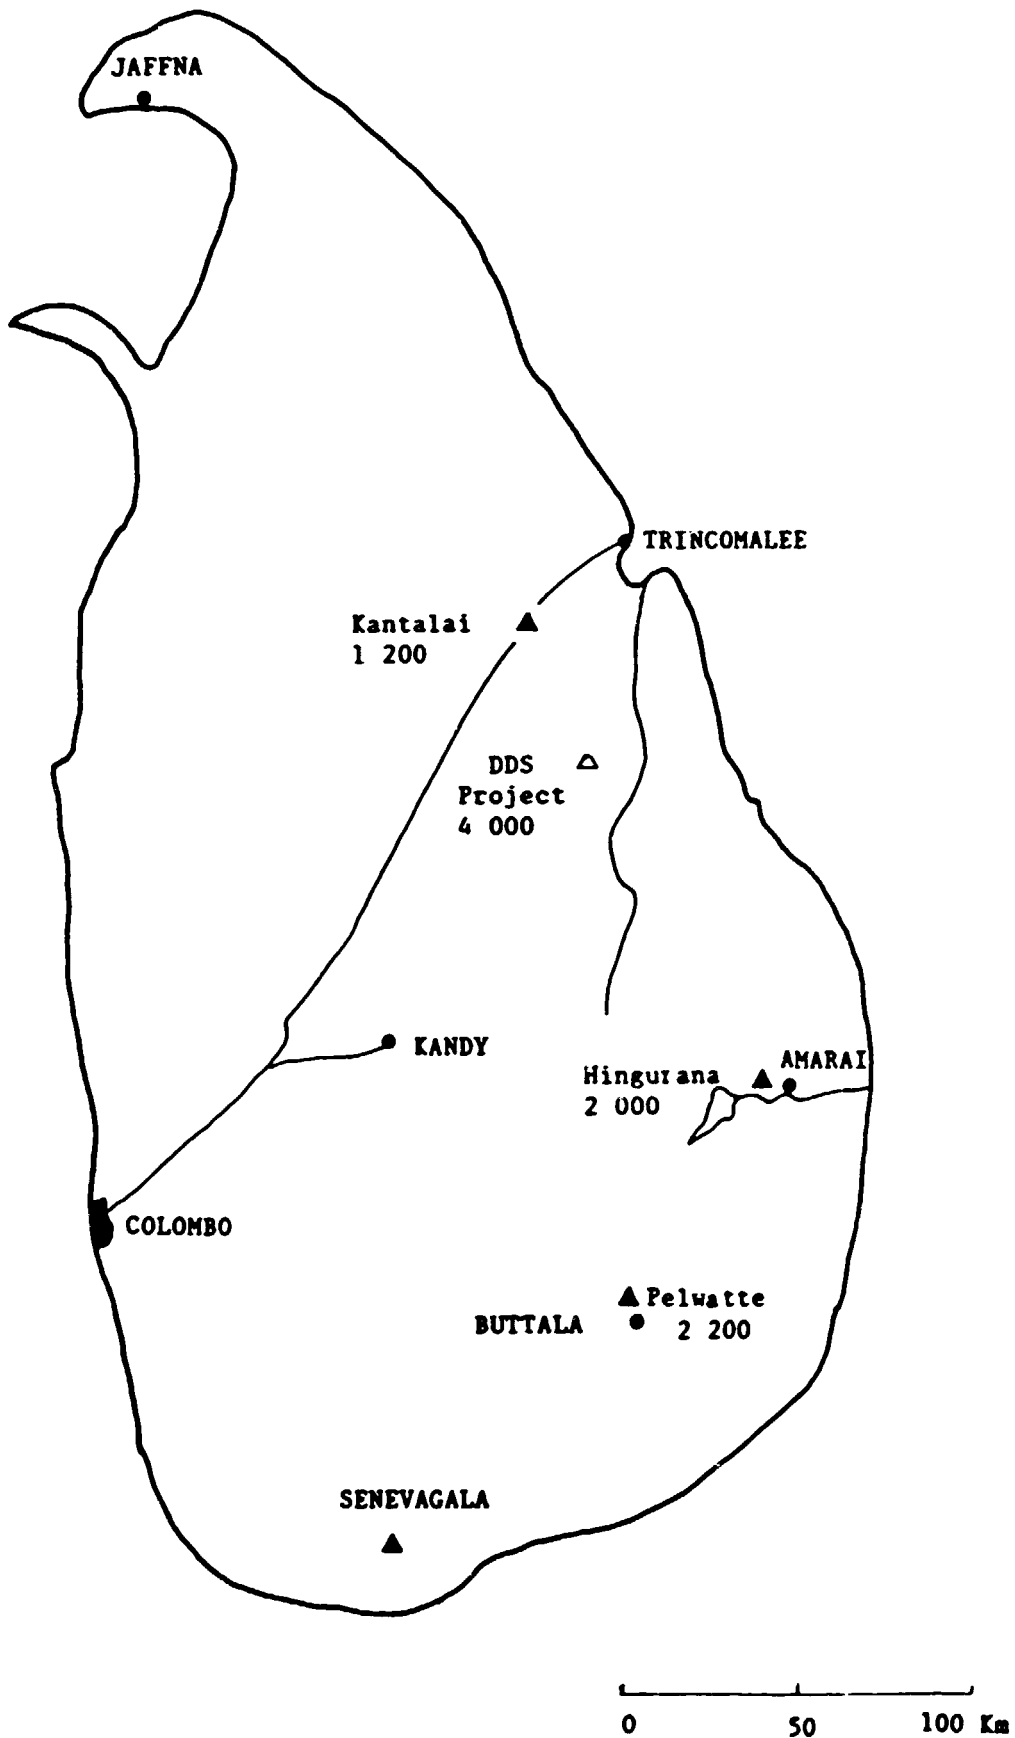 JAFFNA
TRINCOMALEE
Kantalai
1 200
DDS
Project
4 000
KANDY
AMARAI
Hingurana
2 000
COLOMBO
Pelwatte
BUTTALA
2 200
SENEVAGALA
0 50 100 Km